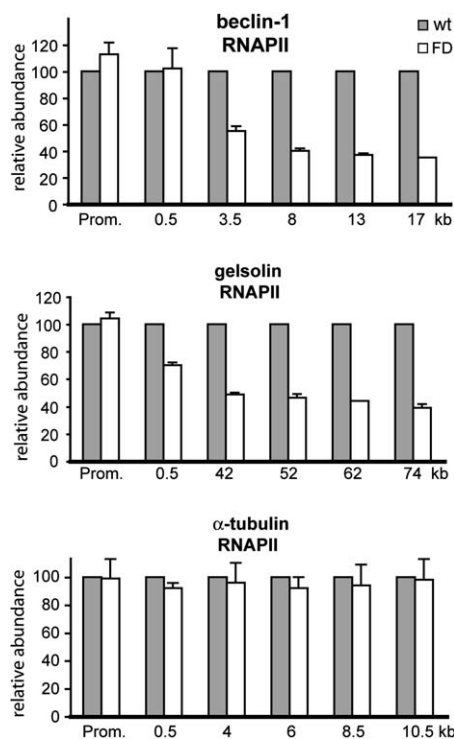 beclin-1
RNAPII
wt
FD
relative abundance
120
100
80
60
40
20
0
Prom. 0.5 3.5 8 13 17 kb
gelsolin
RNAPII
relative abundance
120
100
80
60
40
20
0
Prom. 0.5 42 52 62 74 kb
α-tubulin
RNAPII
relative abundance
100
80
60
40
20
0
Prom. 0.5 4 6 8.5 10.5 kb